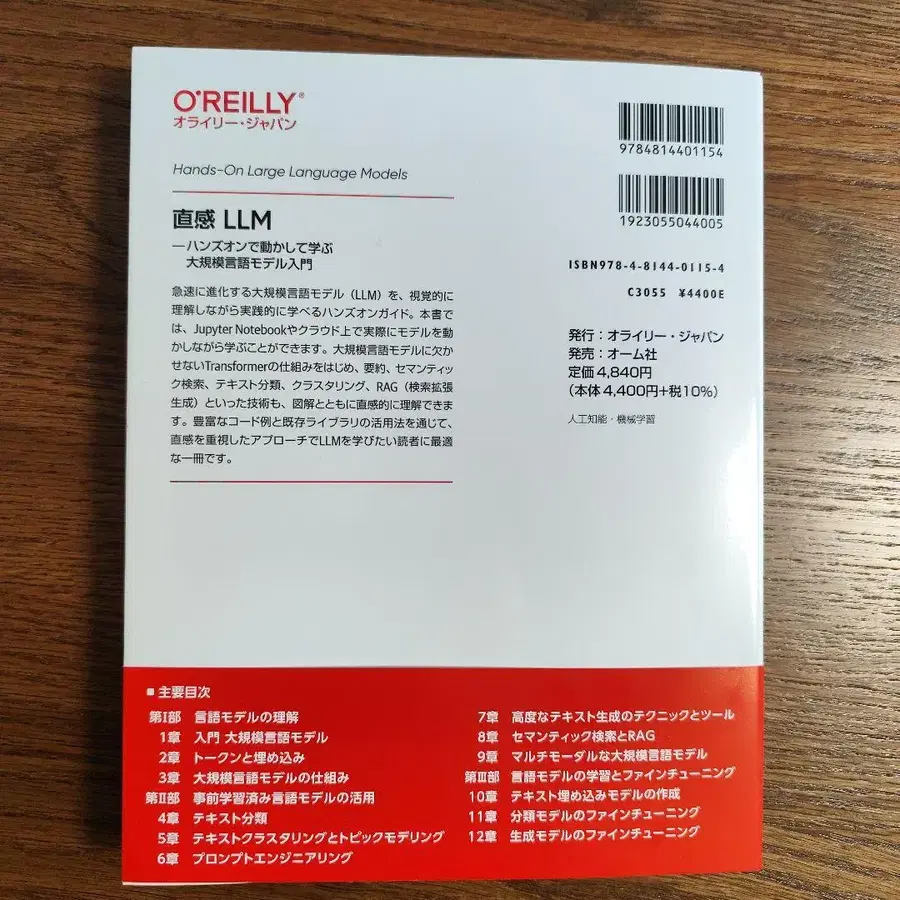 O'REILLY®
オライリー・ジャパン
Hands-On Large Language Models
直感 LLM
―ハンズオンで動かして学ぶ
大規模言語モデル入門
急速に進化する大規模言語モデル（LLM）を、視覚的に
理解しながら実践的に学べるハンズオンガイド。本書で
は、Jupyter Notebookやクラウド上で実際にモデルを動
かしながら学ぶことができます。大規模言語モデルに欠か
せないTransformerの仕組みをはじめ、要約、セマンティッ
ク検索、テキスト分類、クラスタリング、RAG（検索拡張
生成）といった技術も、図解とともに直感的に理解できま
す。豊富なコード例と既存ライブラリの活用法を通じて、
直感を重視したアプローチでLLMを学びたい読者に最適
な一冊です。
9784814401154
1923055044005
ISBN978-4-8144-0115-4
C3055 ¥4400E
発行：オライリー・ジャパン
発売：オーム社
定価4,840円
（本体4,400円+税10%）
人工知能・機械学習
■ 主要目次
第Ⅰ部 言語モデルの理解
1章 入門 大規模言語モデル
2章 トークンと埋め込み
3章 大規模言語モデルの仕組み
第Ⅱ部 事前学習済み言語モデルの活用
4章 テキスト分類
5章 テキストクラスタリングとトピックモデリング
6章 プロンプトエンジニアリング
7章 高度なテキスト生成のテクニックとツール
8章 セマンティック検索とRAG
9章 マルチモーダルな大規模言語モデル
第Ⅲ部 言語モデルの学習とファインチューニング
10章 テキスト埋め込みモデルの作成
11章 分類モデルのファインチューニング
12章 生成モデルのファインチューニング